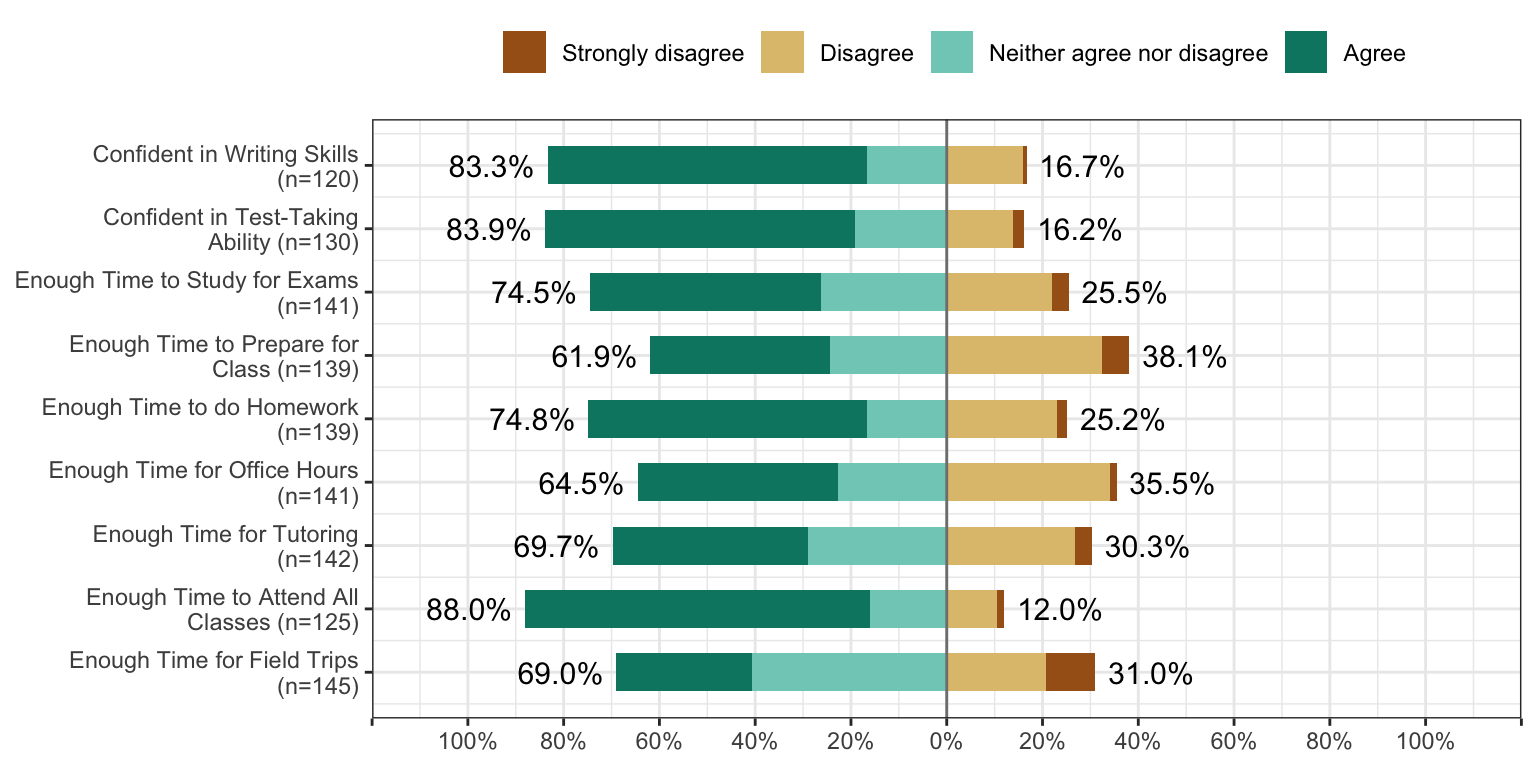 Strongly disagree Disagree Neither agree nor disagree Agree
Confident in Writing Skills
(n=120)
83.3% 16.7%
Confident in Test-Taking
Ability (n=130)
83.9% 16.2%
Enough Time to Study for Exams
(n=141)
74.5% 25.5%
Enough Time to Prepare for
Class (n=139)
61.9% 38.1%
Enough Time to do Homework
(n=139)
74.8% 25.2%
Enough Time for Office Hours
(n=141)
64.5% 35.5%
Enough Time for Tutoring
(n=142)
69.7% 30.3%
Enough Time to Attend All
Classes (n=125)
88.0% 12.0%
Enough Time for Field Trips
(n=145)
69.0% 31.0%
100% 80% 60% 40% 20% 0% 20% 40% 60% 80% 100%